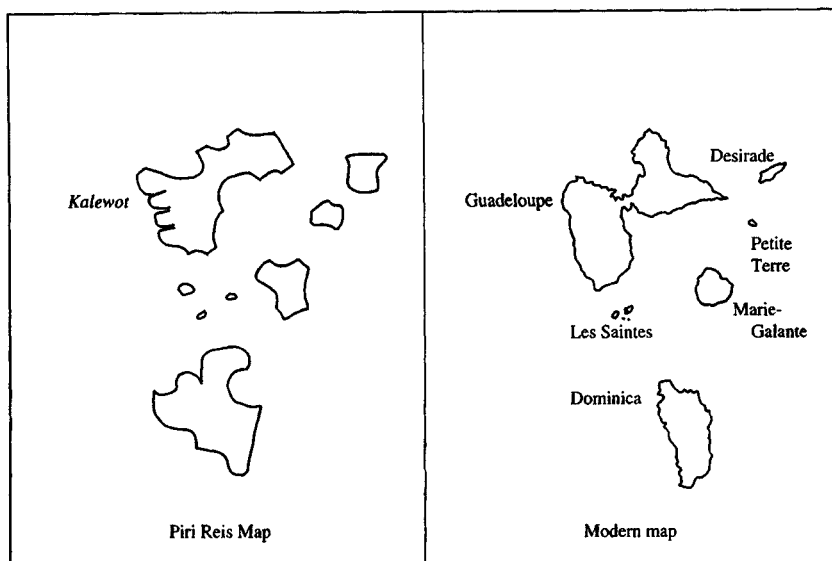 Kalewot
Piri Reis Map
Desirade
Guadeloupe
Petite
Terre
Marie-
Galante
Les Saintes
Dominica
Modern map